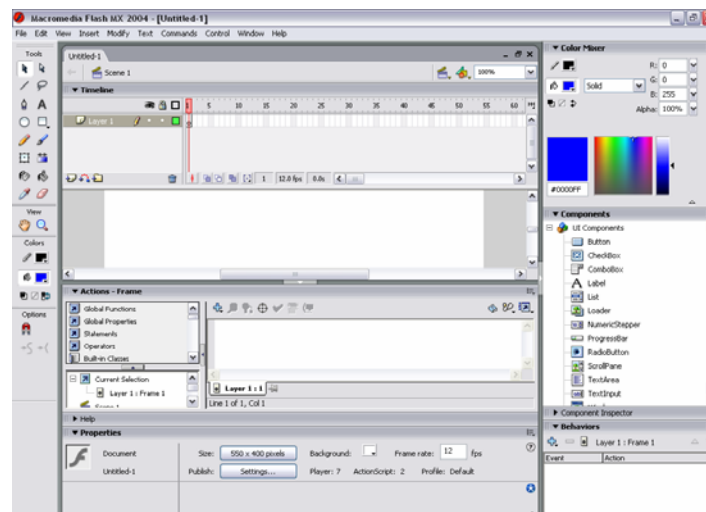 Macromedia Flash MX 2004 - [Untitled-1]
File Edit View Insert Modify Text Commands Control Window Help
Tools
View
Colors
Options
Untitled-1
Scene 1
100%
Timeline
1 5 10 15 20 25 30 35 40 45 50 55 60
Layer 1
1 12.0 fps 0.0s
Actions - Frame
Global Functions
Global Properties
Statements
Operators
Built-in Classes
Current Selection
Layer 1 : Frame 1
Scene 1
Layer 1 : 1
Line 1 of 1, Col 1
Help
Properties
Document
Untitled-1
Size: 550 x 400 pixels Background: Frame rate: 12 fps
Publish: Settings... Player: 7 ActionScript: 2 Profile: Default
Color Mixer
R: 0
Solid G: 0
B: 255
Alpha: 100%
#0000FF
Components
UI Components
Button
CheckBox
ComboBox
Label
List
Loader
NumericStepper
ProgressBar
RadioButton
ScrollPane
TextArea
TextInput
Component Inspector
Behaviors
Layer 1 : Frame 1
Event Action